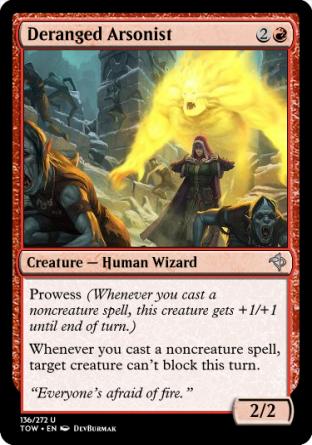 Deranged Arsonist 2
Creature — Human Wizard
Prowess (Whenever you cast a
noncreature spell, this creature gets +1/+1
until end of turn.)
Whenever you cast a noncreature spell,
target creature can't block this turn.
“Everyone's afraid of fire.”
2/2
136/272 U
TOW • EN DevBurmak